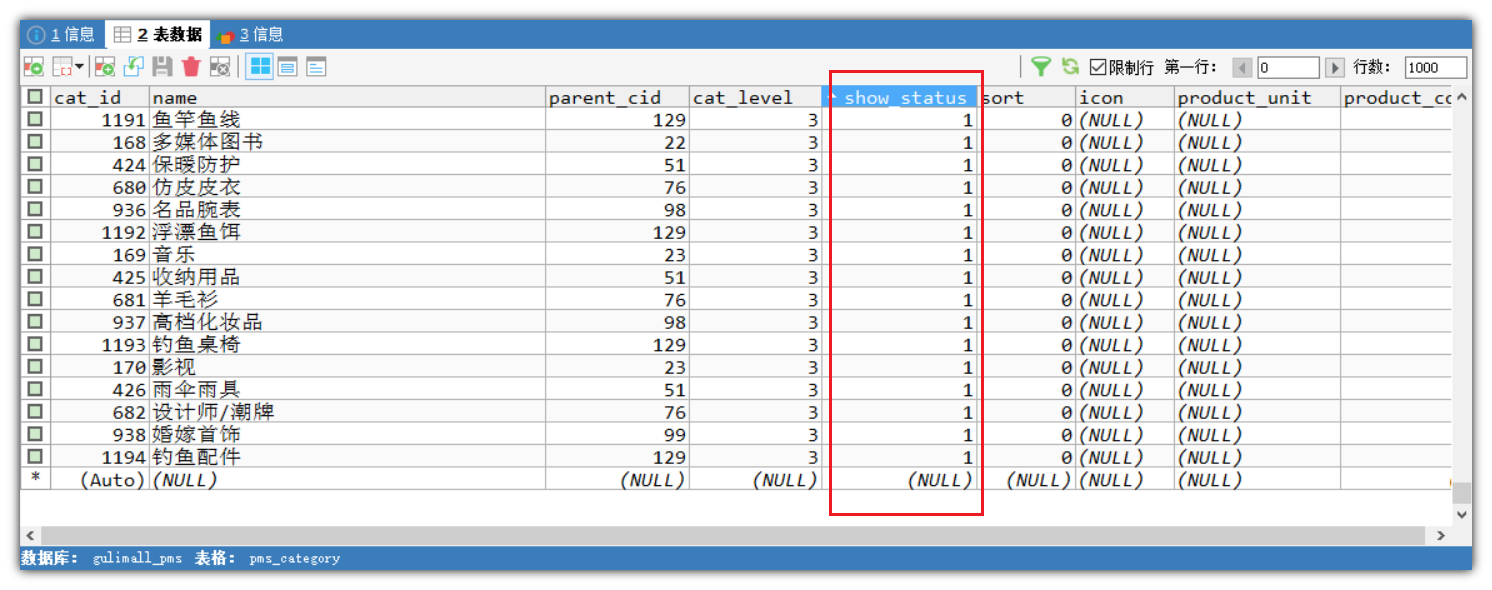 1 信息 2 表数据 3 信息
限制行 第一行: 0 行数: 1000
cat_id name parent_cid cat_level show_status sort icon product_unit product_co
1191 鱼竿鱼线 129 3 1 0 (NULL) (NULL)
168 多媒体图书 22 3 1 0 (NULL) (NULL)
424 保暖防护 51 3 1 0 (NULL) (NULL)
680 仿皮皮衣 76 3 1 0 (NULL) (NULL)
936 名品腕表 98 3 1 0 (NULL) (NULL)
1192 浮漂鱼饵 129 3 1 0 (NULL) (NULL)
169 音乐 23 3 1 0 (NULL) (NULL)
425 收纳用品 51 3 1 0 (NULL) (NULL)
681 羊毛衫 76 3 1 0 (NULL) (NULL)
937 高档化妆品 98 3 1 0 (NULL) (NULL)
1193 钓鱼桌椅 129 3 1 0 (NULL) (NULL)
170 影视 23 3 1 0 (NULL) (NULL)
426 雨伞雨具 51 3 1 0 (NULL) (NULL)
682 设计师/潮牌 76 3 1 0 (NULL) (NULL)
938 婚嫁首饰 99 3 1 0 (NULL) (NULL)
1194 钓鱼配件 129 3 1 0 (NULL) (NULL)
* (Auto) (NULL) (NULL) (NULL) (NULL) (NULL) (NULL) (NULL)
数据库: gulimall_pms 表格: pms_category